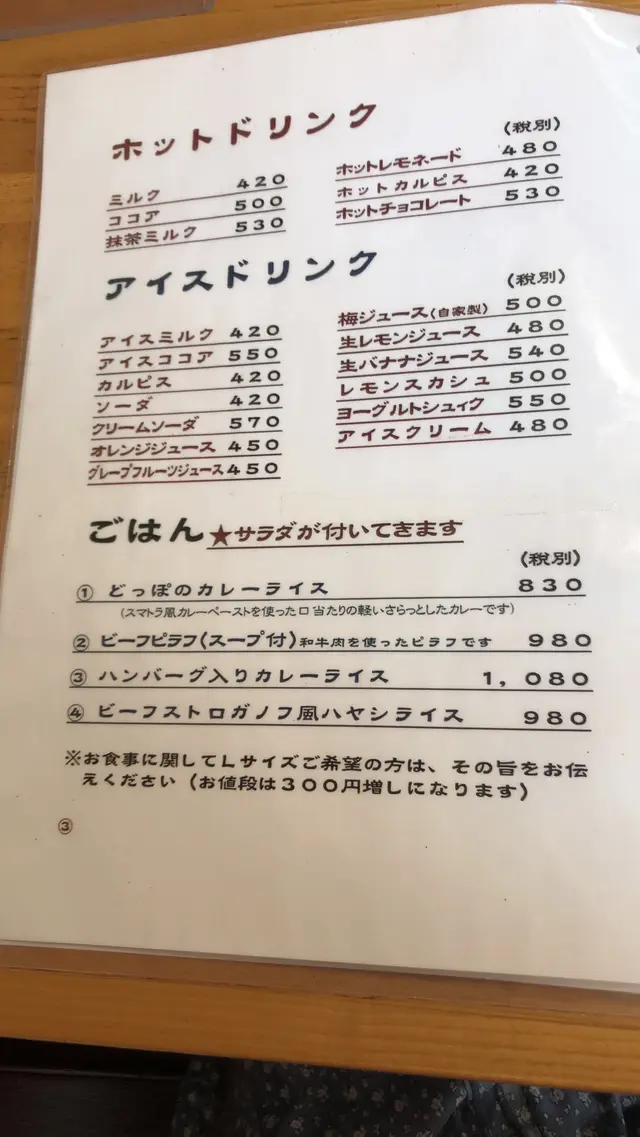 ホットドリンク
(税別)
ミルク 420
ココア 500
抹茶ミルク 530
ホットレモネード 480
ホットカルピス 420
ホットチョコレート 530
アイスドリンク
(税別)
アイスミルク 420
アイスココア 550
カルピス 420
ソーダ 420
クリームソーダ 570
オレンジジュース 450
グレープフルーツジュース 450
梅ジュース(自家製) 500
生レモンジュース 480
生バナナジュース 540
レモンスカシュ 500
ヨーグルトシェイク 550
アイスクリーム 480
ごはん ★サラダが付いてきます
(税別)
① どっぽのカレーライス 830
(スマトラ風カレーペーストを使った口当たりの軽いさらっとしたカレーです)
② ビーフピラフ(スープ付)和牛肉を使ったピラフです 980
③ ハンバーグ入りカレーライス 1,080
④ ビーフストロガノフ風ハヤシライス 980
※お食事に関してLサイズご希望の方は、その旨をお伝
えください(お値段は300円増しになります)
③